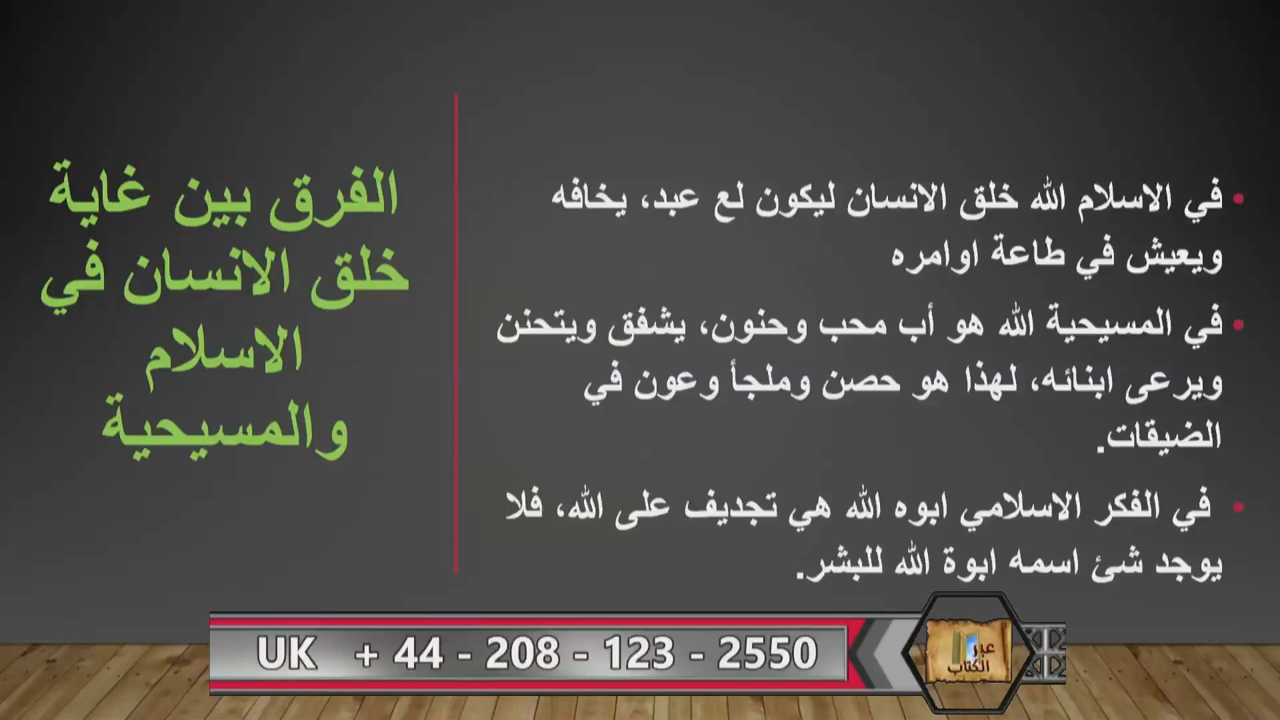 الفرق بين غاية
خلق الانسان في
الاسلام
والمسيحية
في الاسلام الله خلق الانسان ليكون لع عبد، يخافه
ويعيش في طاعة اوامره
في المسيحية الله هو أب محب وحنون، يشفق ويتحنن
ويرعى ابنائه، لهذا هو حصن وملجأ وعون في
الضيقات.
في الفكر الاسلامي ابوه الله هي تجديف على الله، فلا
يوجد شئ اسمه ابوة الله للبشر.
UK + 44 - 208 - 123 - 2550
عبر
الكتاب